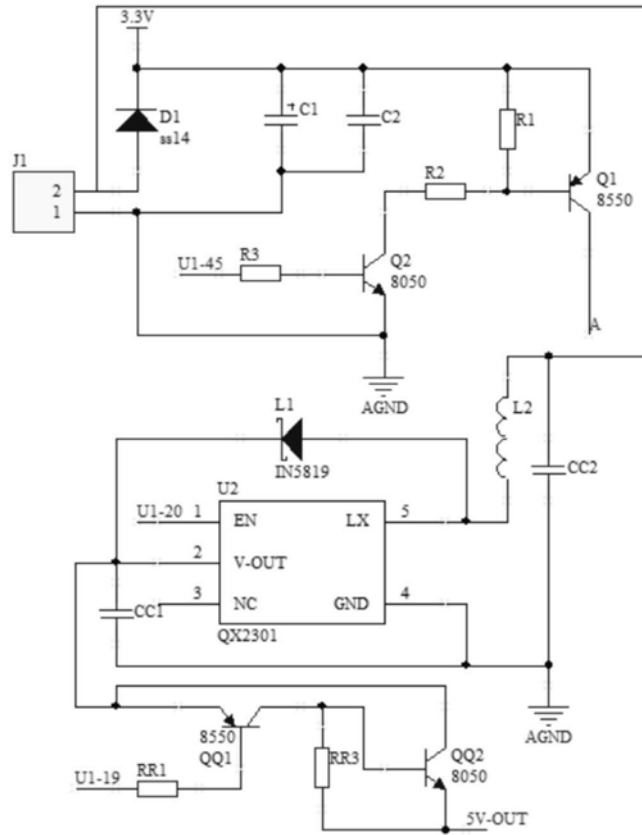 3.3V
D1
ss14
+
C1
C2
R1
J1
2
1
R2
Q1
8550
U1-45
R3
Q2
8050
A
AGND
L1
IN5819
L2
CC2
U2
U1-20
1
EN
LX
5
2
V-OUT
3
NC
GND
4
CC1
QX2301
AGND
8550
QQ1
RR3
QQ2
8050
U1-19
RR1
5V-OUT